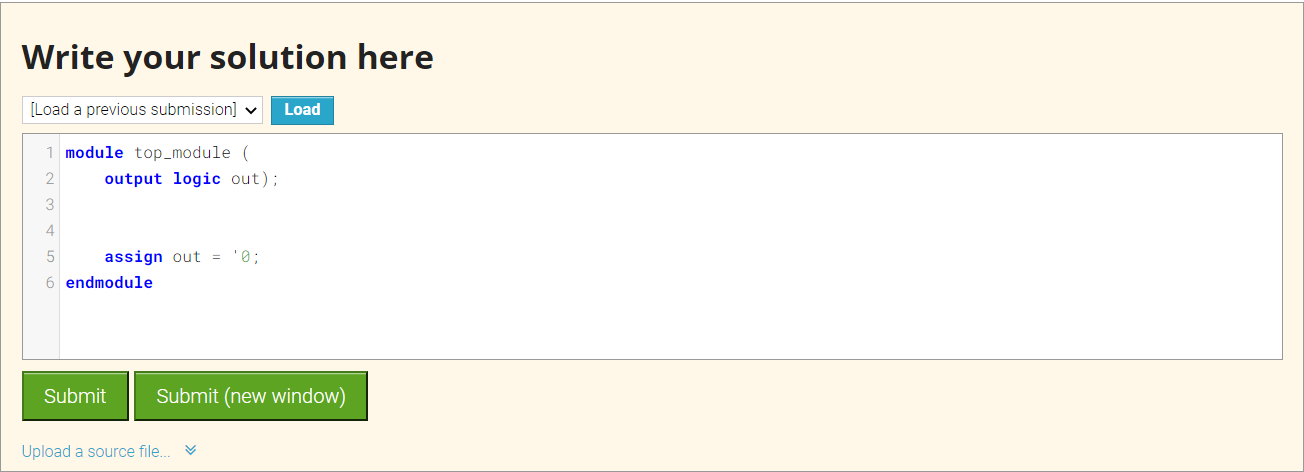 Write your solution here
[Load a previous submission] Load
1 module top_module (
2     output logic out);
3
4
5     assign out = '0;
6 endmodule
Submit Submit (new window)
Upload a source file...